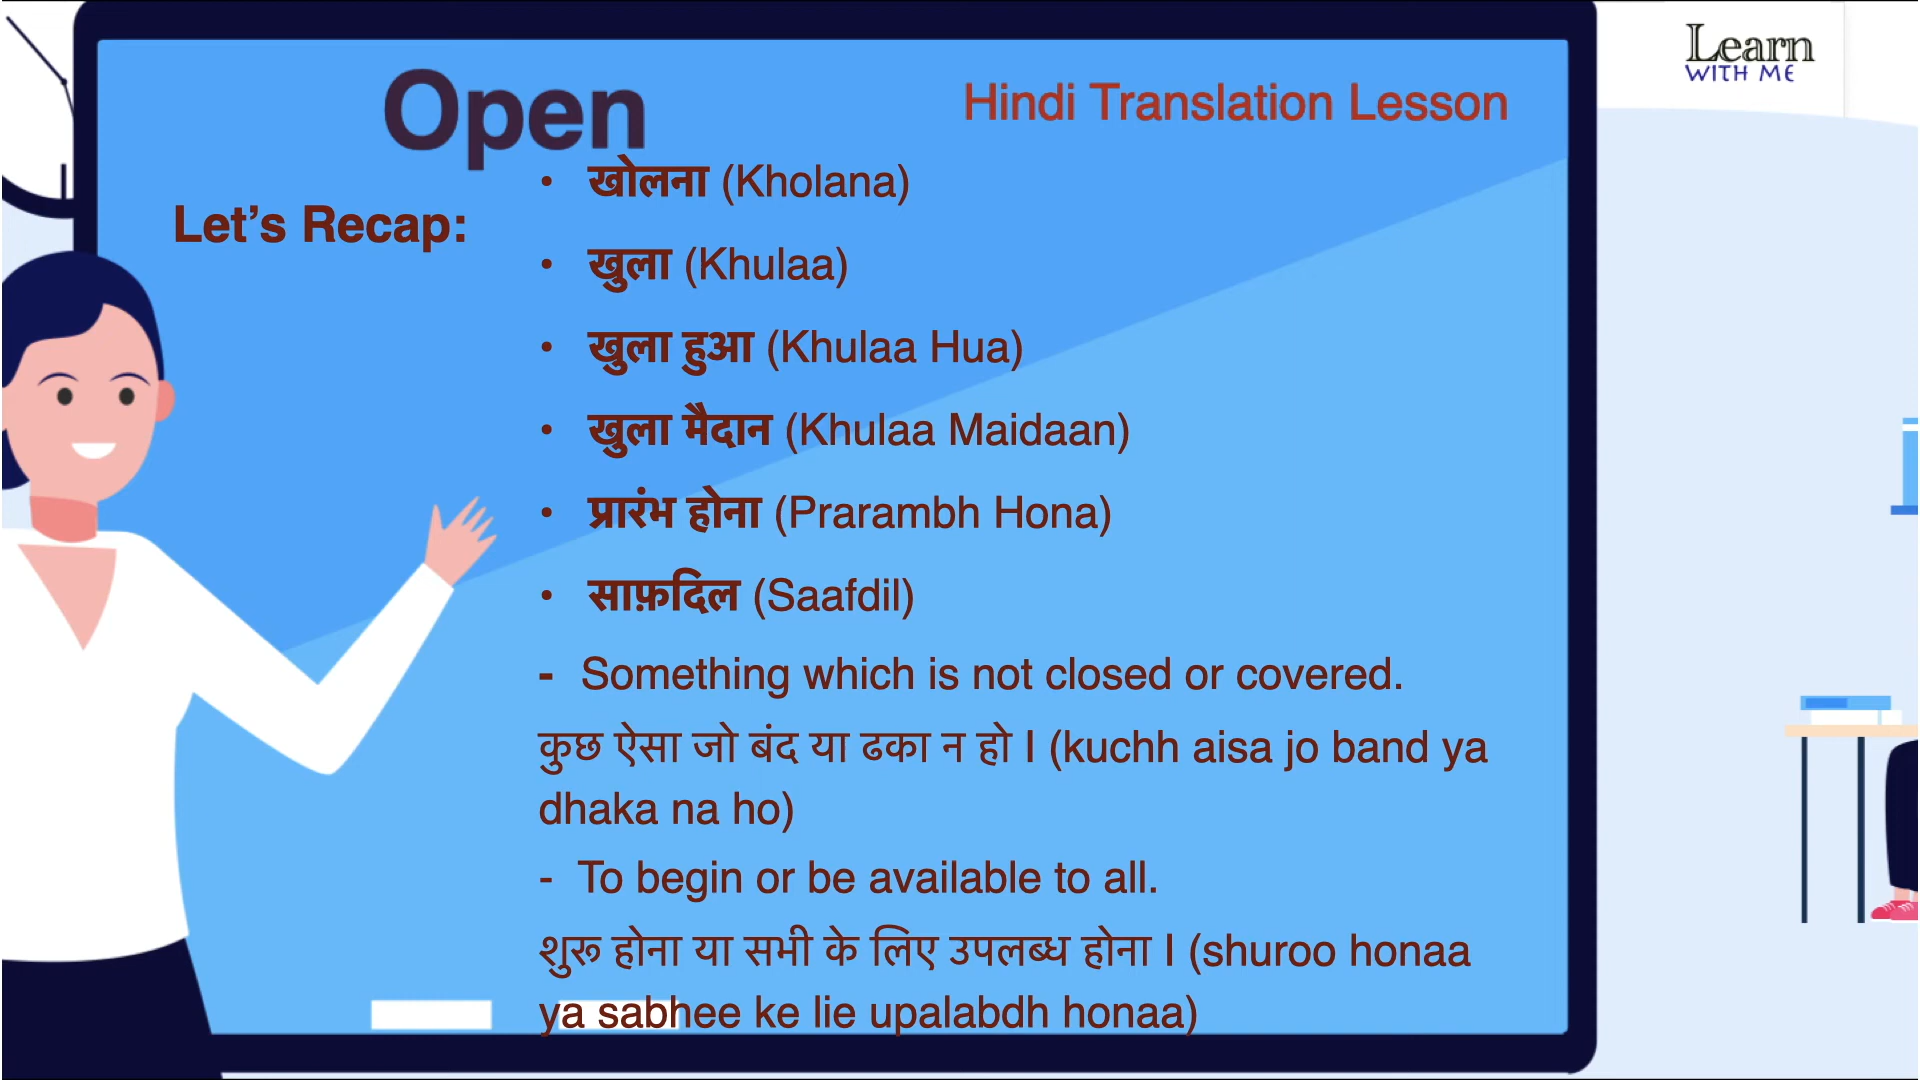 Learn
WITH ME
Open
Hindi Translation Lesson
Let's Recap:
• खोलना (Kholana)
• खुला (Khulaa)
• खुला हुआ (Khulaa Hua)
• खुला मैदान (Khulaa Maidaan)
• प्रारंभ होना (Prarambh Hona)
• साफ़दिल (Saafdil)
- Something which is not closed or covered.
कुछ ऐसा जो बंद या ढका न हो । (kuchh aisa jo band ya
dhaka na ho)
- To begin or be available to all.
शुरू होना या सभी के लिए उपलब्ध होना । (shuroo honaa
ya sabhee ke lie upalabdh honaa)